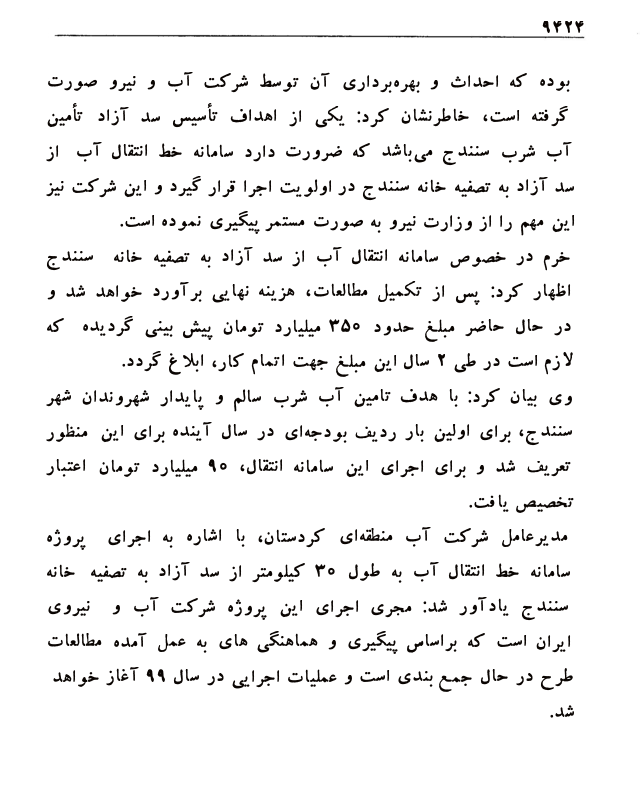 ۹۴۲۴
بوده که احداث و بهره‌برداری آن توسط شرکت آب و نیرو صورت
گرفته است، خاطرنشان کرد: یکی از اهداف تأسیس سد آزاد تأمین
آب شرب سنندج می‌باشد که ضرورت دارد سامانه خط انتقال آب از
سد آزاد به تصفیه خانه سنندج در اولویت اجرا قرار گیرد و این شرکت نیز
این مهم را از وزارت نیرو به صورت مستمر پیگیری نموده است.
خرم در خصوص سامانه انتقال آب از سد آزاد به تصفیه خانه سنندج
اظهار کرد: پس از تکمیل مطالعات، هزینه نهایی برآورد خواهد شد و
در حال حاضر مبلغ حدود ۳۵۰ میلیارد تومان پیش بینی گردیده که
لازم است در طی ۲ سال این مبلغ جهت اتمام کار، ابلاغ گردد.
وی بیان کرد: با هدف تامین آب شرب سالم و پایدار شهروندان شهر
سنندج، برای اولین بار ردیف بودجه‌ای در سال آینده برای این منظور
تعریف شد و برای اجرای این سامانه انتقال، ۹۰ میلیارد تومان اعتبار
تخصیص یافت.
مدیرعامل شرکت آب منطقه‌ای کردستان، با اشاره به اجرای پروژه
سامانه خط انتقال آب به طول ۳۰ کیلومتر از سد آزاد به تصفیه خانه
سنندج یادآور شد: مجری اجرای این پروژه شرکت آب و نیروی
ایران است که براساس پیگیری و هماهنگی های به عمل آمده مطالعات
طرح در حال جمع بندی است و عملیات اجرایی در سال ۹۹ آغاز خواهد
شد.